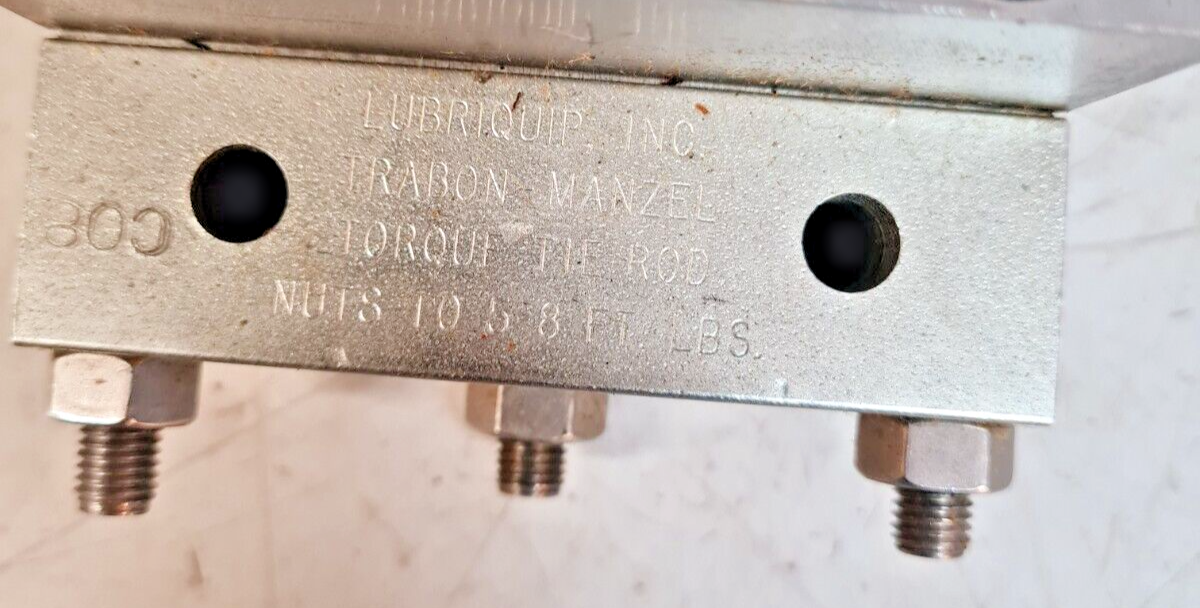 LUBRIQUIP, INC.
TRABON MANZEL
TORQUE TIE ROD
NUTS TO 5-8 FT. LBS.